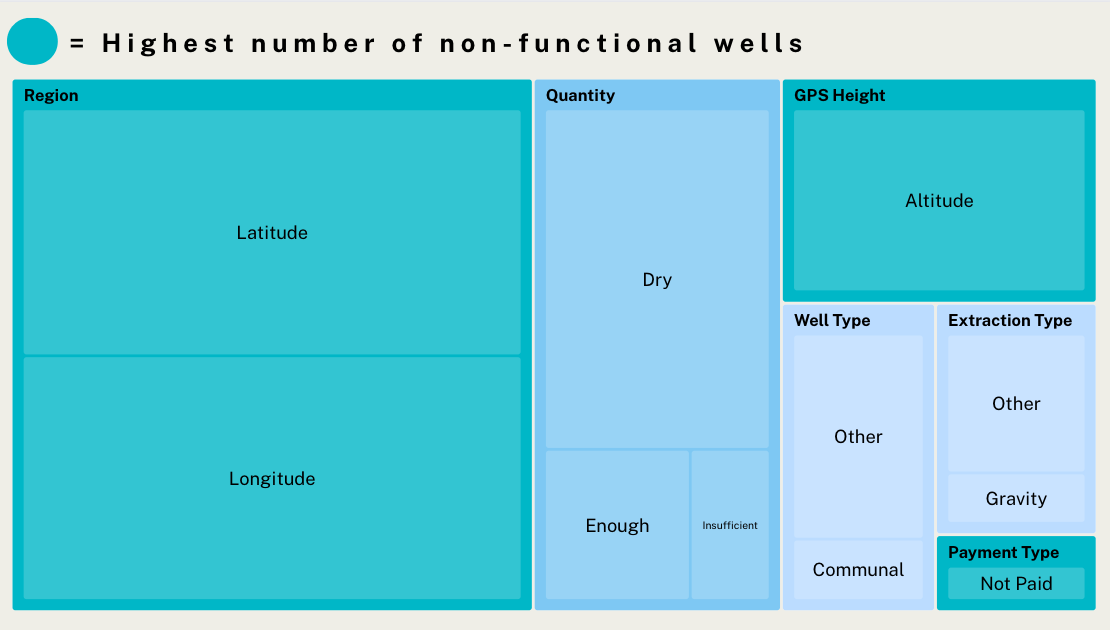 = Highest number of non-functional wells
Region
Latitude
Longitude
Quantity
Dry
Enough
Insufficient
GPS Height
Altitude
Well Type
Other
Communal
Extraction Type
Other
Gravity
Payment Type
Not Paid